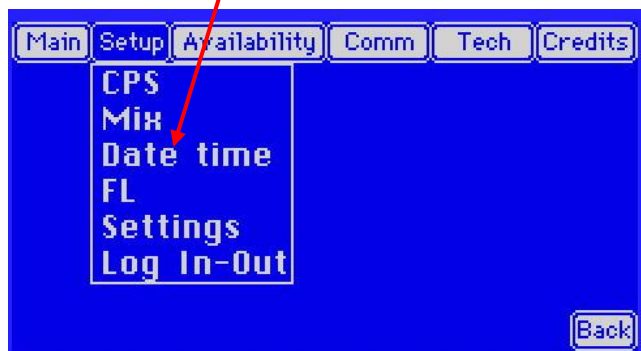 Main Setup Availability Comm Tech Credits
CPS
Mix
Date time
FL
Settings
Log In-Out
Back